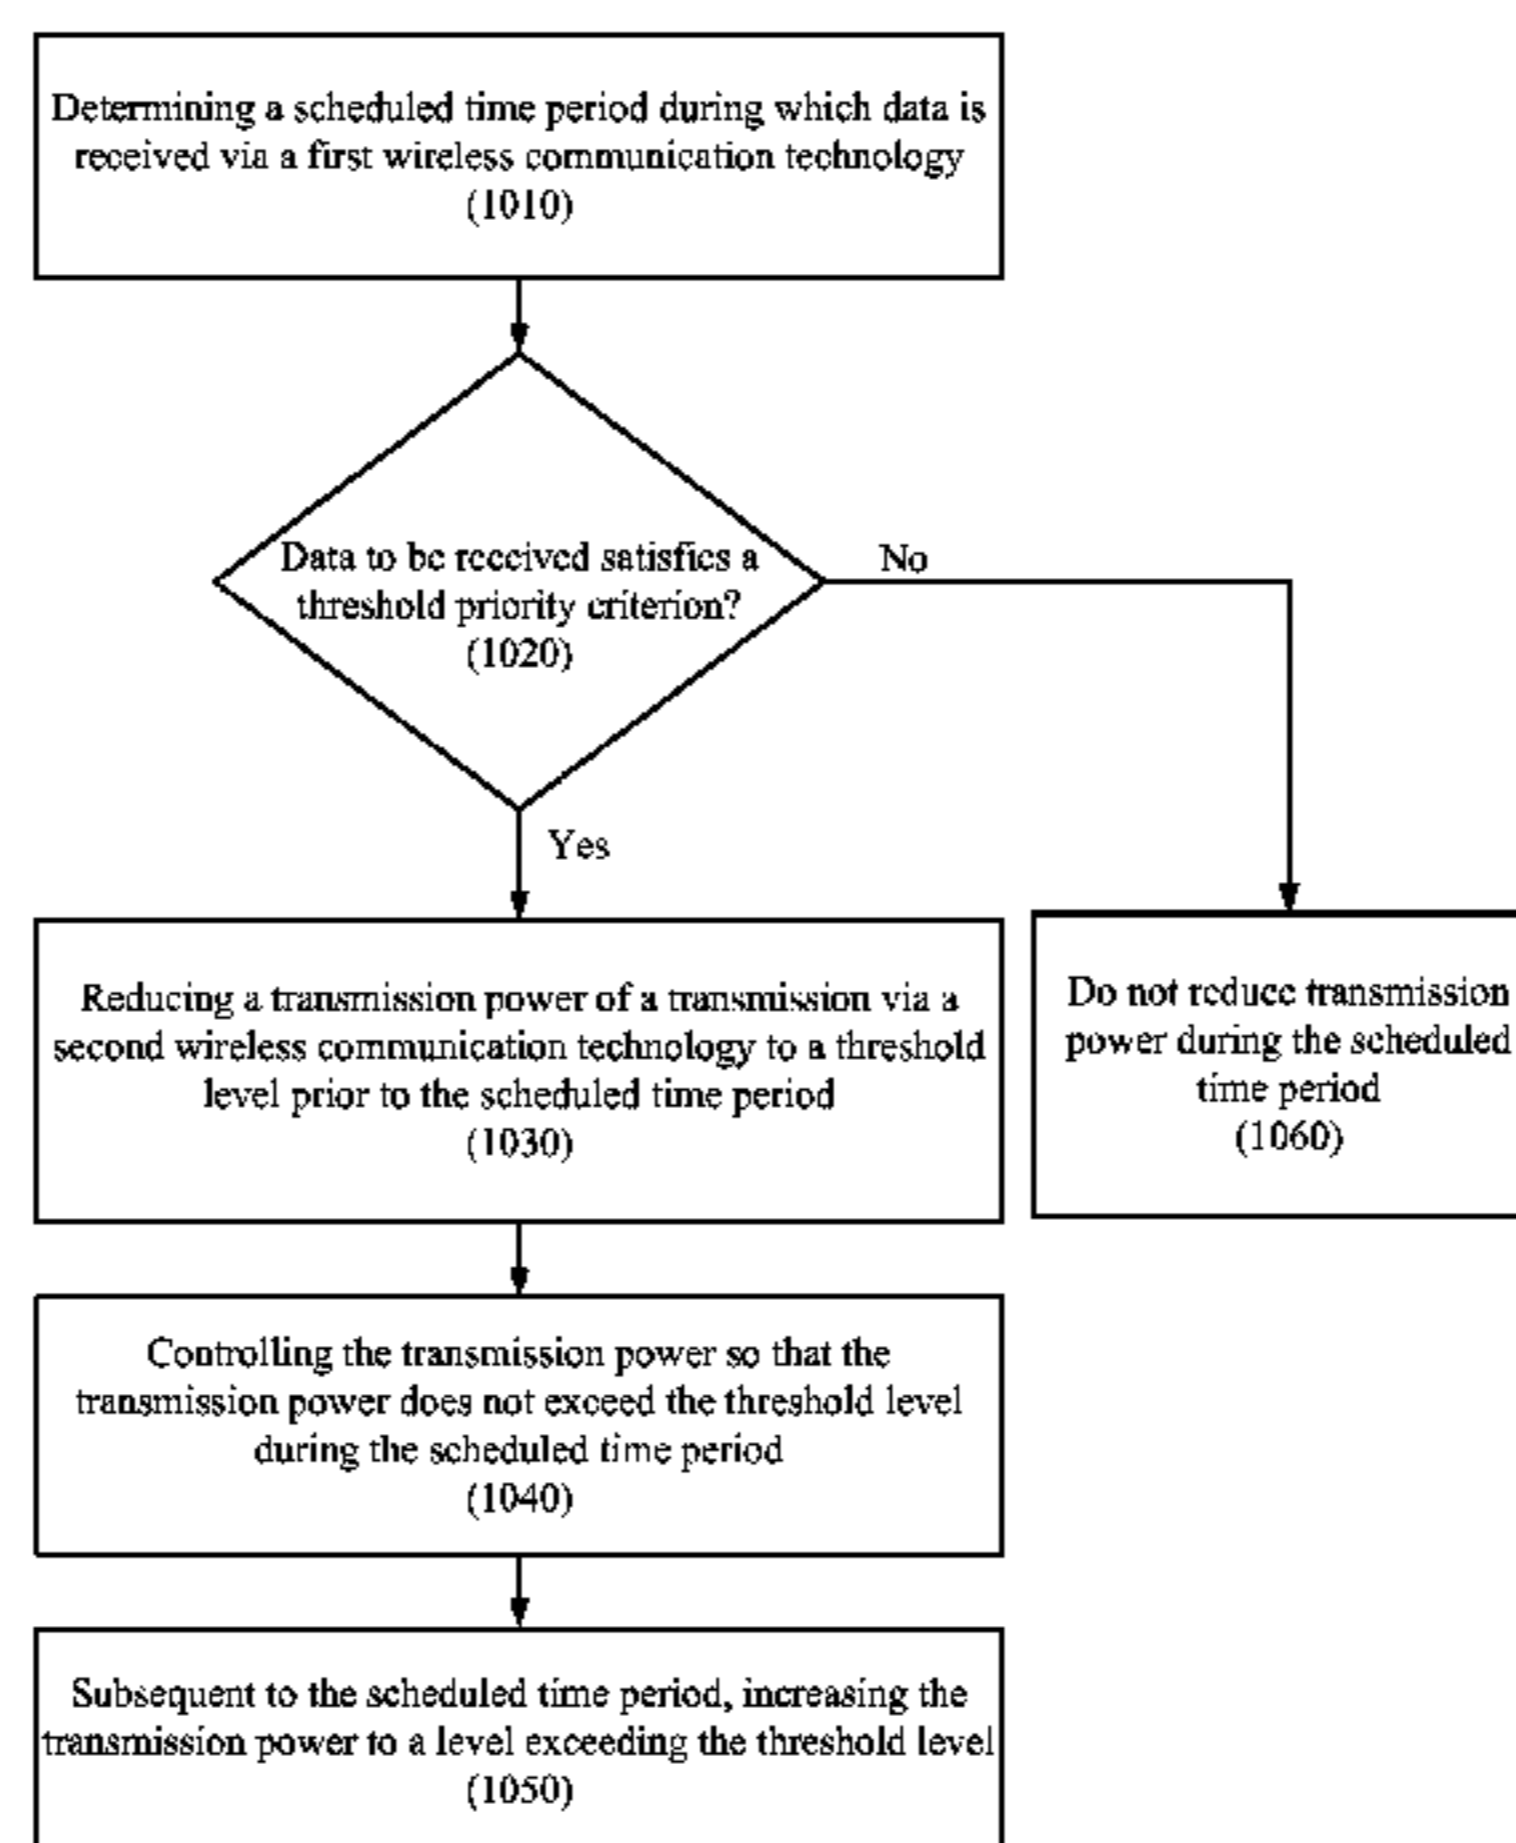 Determining a scheduled time period during which data is
received via a first wireless communication technology
(1010)
Data to be received satisfies a
threshold priority criterion?
(1020)
No
Yes
Reducing a transmission power of a transmission via a
second wireless communication technology to a threshold
level prior to the scheduled time period
(1030)
Do not reduce transmission
power during the scheduled
time period
(1060)
Controlling the transmission power so that the
transmission power does not exceed the threshold level
during the scheduled time period
(1040)
Subsequent to the scheduled time period, increasing the
transmission power to a level exceeding the threshold level
(1050)